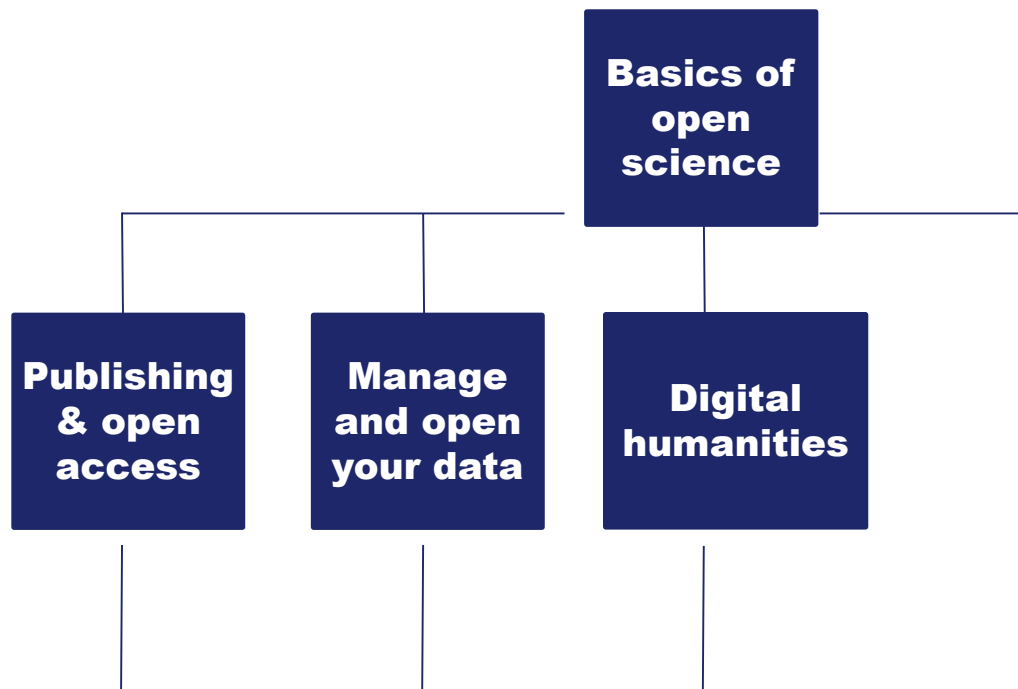 Basics of
open
science
Publishing
& open
access
Manage
and open
your data
Digital
humanities